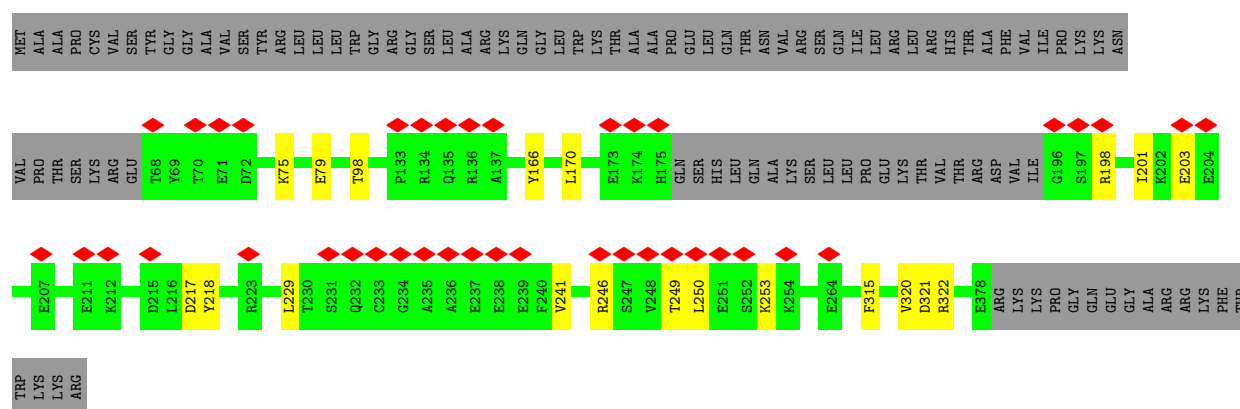 MET ALA ALA PRO CYS VAL SER TYR GLY GLY ALA VAL SER TYR ARG LEU LEU LEU TRP GLY ARG GLY SER LEU ALA ARG LYS GLN GLY LEU TRP LYS THR ALA ALA PRO GLU LEU GLN THR ASN VAL ARG SER GLN ILE LEU ARG LEU ARG HIS THR ALA PHE VAL ILE PRO LYS LYS ASN
VAL PRO THR SER LYS ARG GLU T68 Y69 T70 E71 D72 K75 E79 T98 P133 R134 Q135 R136 A137 Y166 L170 E173 K174 H175 GLN SER HIS LEU GLN ALA LYS SER LEU LEU PRO GLU LYS THR VAL THR ARG ASP VAL ILE G196 S197 R198 I201 K202 E203 E204
E207 E211 K212 D215 L216 D217 Y218 R223 L229 T230 S231 Q232 C233 G234 A235 A236 E237 E238 E239 F240 V241 R246 S247 V248 T249 L250 E251 S252 K253 K254 E264 F315 V320 D321 R322 E378 ARG LYS LYS PRO GLY GLN GLU GLY ALA ARG ARG LYS PHE THR
TRP LYS LYS ARG